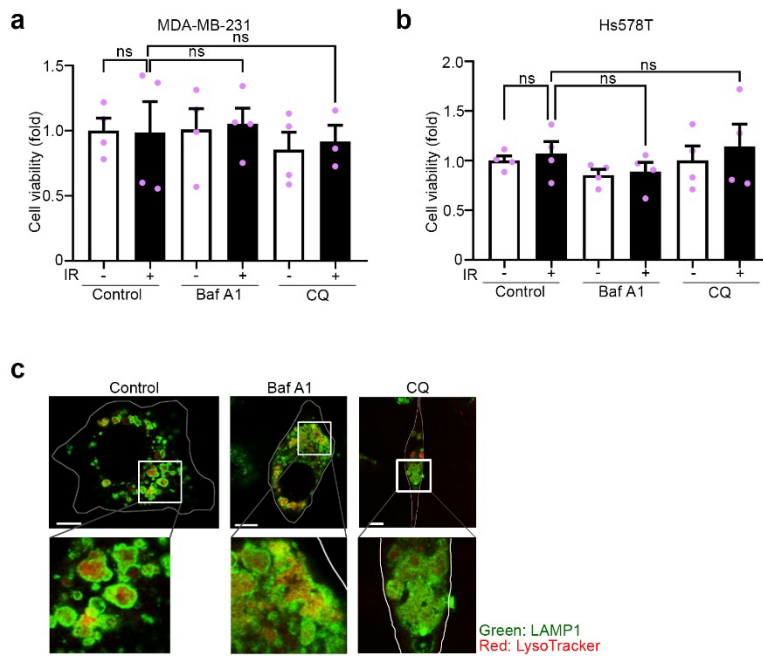 a
MDA-MB-231
ns
ns
ns
Cell viability (fold)
1.5
1.0
0.5
0
IR - + - + - +
Control Baf A1 CQ
b
Hs578T
ns
ns
ns
Cell viability (fold)
2.0
1.5
1.0
0.5
0
IR - + - + - +
Control Baf A1 CQ
c
Control Baf A1 CQ
Green: LAMP1
Red: LysoTracker